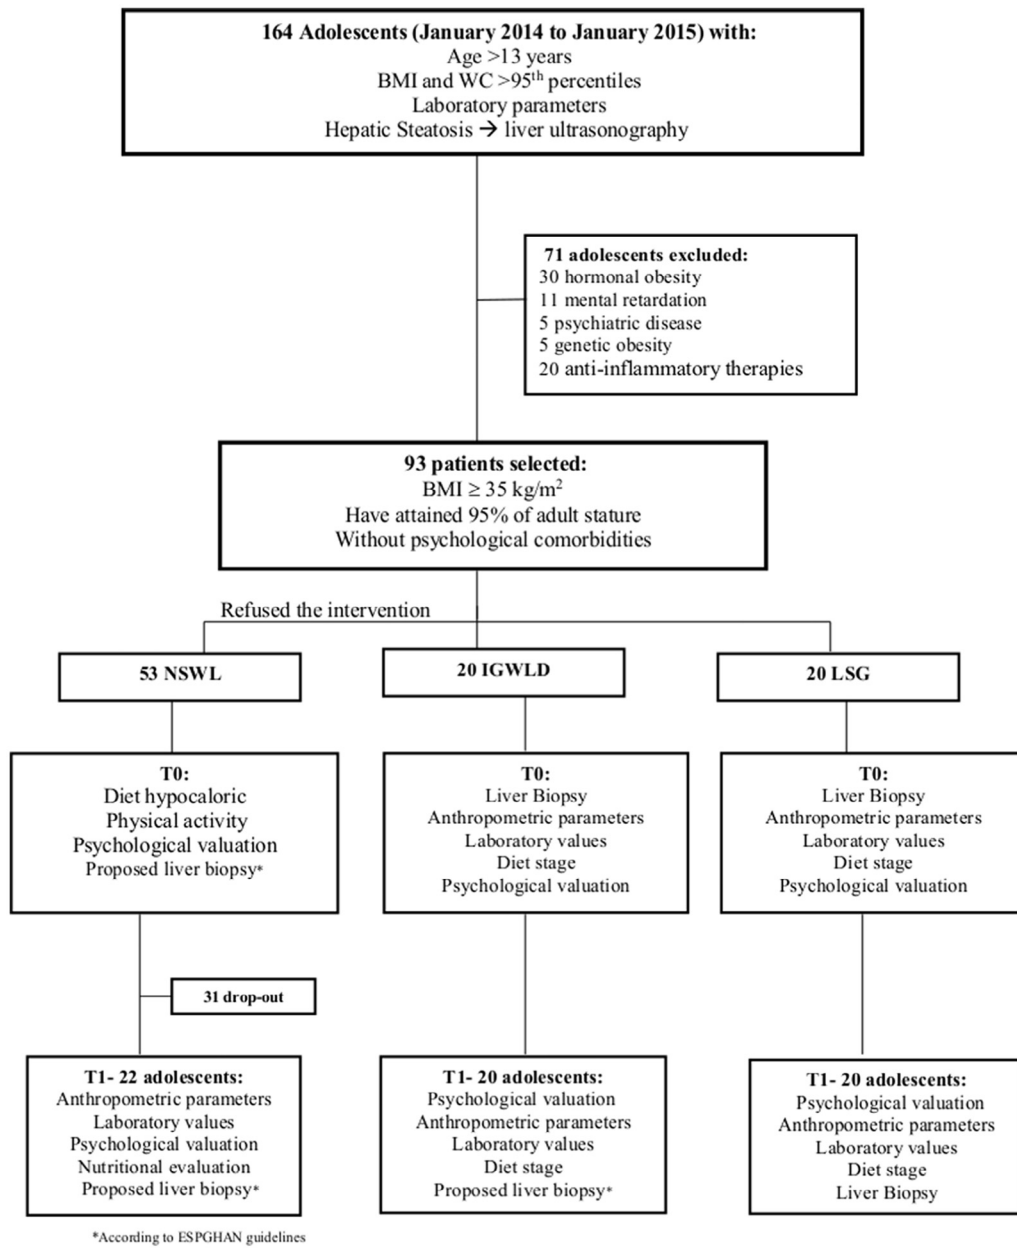 164 Adolescents (January 2014 to January 2015) with:
Age >13 years
BMI and WC >95th percentiles
Laboratory parameters
Hepatic Steatosis → liver ultrasonography
71 adolescents excluded:
30 hormonal obesity
11 mental retardation
5 psychiatric disease
5 genetic obesity
20 anti-inflammatory therapies
93 patients selected:
BMI ≥ 35 kg/m²
Have attained 95% of adult stature
Without psychological comorbidities
Refused the intervention
53 NSWL
20 IGWLD
20 LSG
T0:
Diet hypocaloric
Physical activity
Psychological valuation
Proposed liver biopsy*
T0:
Liver Biopsy
Anthropometric parameters
Laboratory values
Diet stage
Psychological valuation
T0:
Liver Biopsy
Anthropometric parameters
Laboratory values
Diet stage
Psychological valuation
31 drop-out
T1- 22 adolescents:
Anthropometric parameters
Laboratory values
Psychological valuation
Nutritional evaluation
Proposed liver biopsy*
T1- 20 adolescents:
Psychological valuation
Anthropometric parameters
Laboratory values
Diet stage
Proposed liver biopsy*
T1- 20 adolescents:
Psychological valuation
Anthropometric parameters
Laboratory values
Diet stage
Liver Biopsy
*According to ESPGHAN guidelines